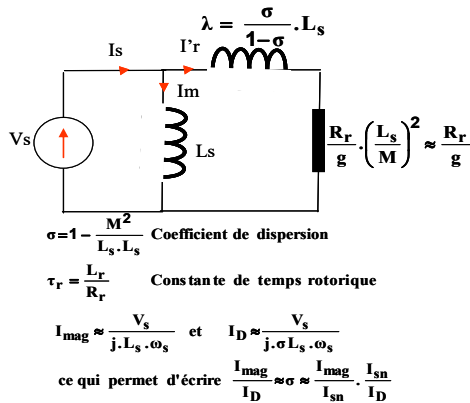 λ = σ/(1−σ) . Ls
Is
I'r
Im
Vs
Ls
Rr/g . (Ls/M)² ≈ Rr/g
σ=1− M²/(Ls . Ls) Coefficient de dispersion
τr = Lr/Rr Constante de temps rotorique
Imag ≈ Vs/(j.Ls.ωs) et ID ≈ Vs/(j.σLs.ωs)
ce qui permet d'écrire Imag/ID ≈ σ ≈ Imag/Isn . Isn/ID